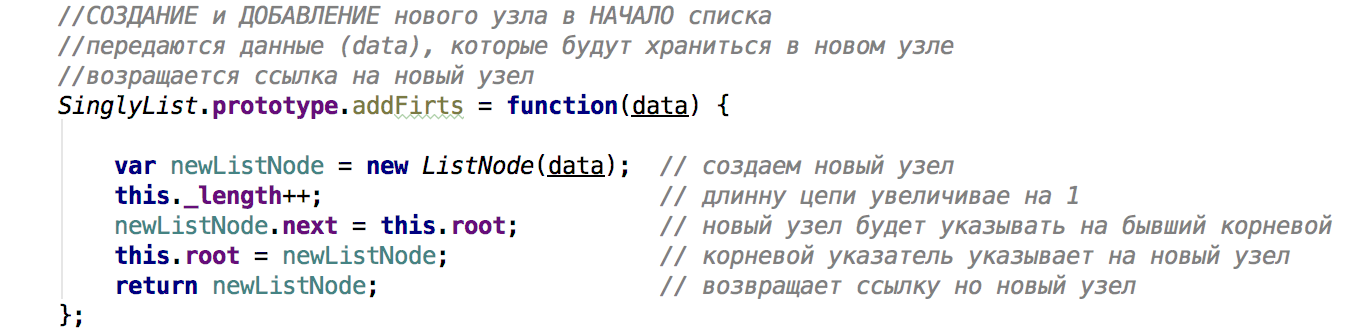 //СОЗДАНИЕ и ДОБАВЛЕНИЕ нового узла в НАЧАЛО списка
//передаются данные (data), которые будут храниться в новом узле
//возращается ссылка на новый узел
SinglyList.prototype.addFirts = function(data) {
var newListNode = new ListNode(data); // создаем новый узел
this._length++; // длинну цепи увеличивае на 1
newListNode.next = this.root; // новый узел будет указывать на бывший корневой
this.root = newListNode; // корневой указатель указывает на новый узел
return newListNode; // возвращает ссылку но новый узел
};